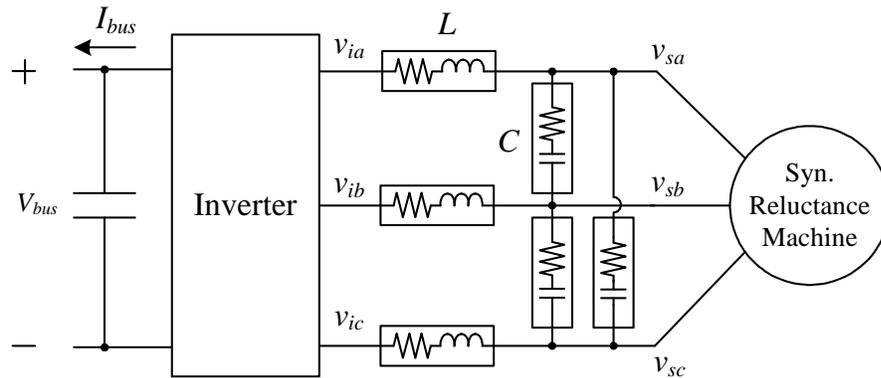 I_bus
+
V_bus
−
Inverter
v_ia
v_ib
v_ic
L
C
v_sa
v_sb
v_sc
Syn.
Reluctance
Machine